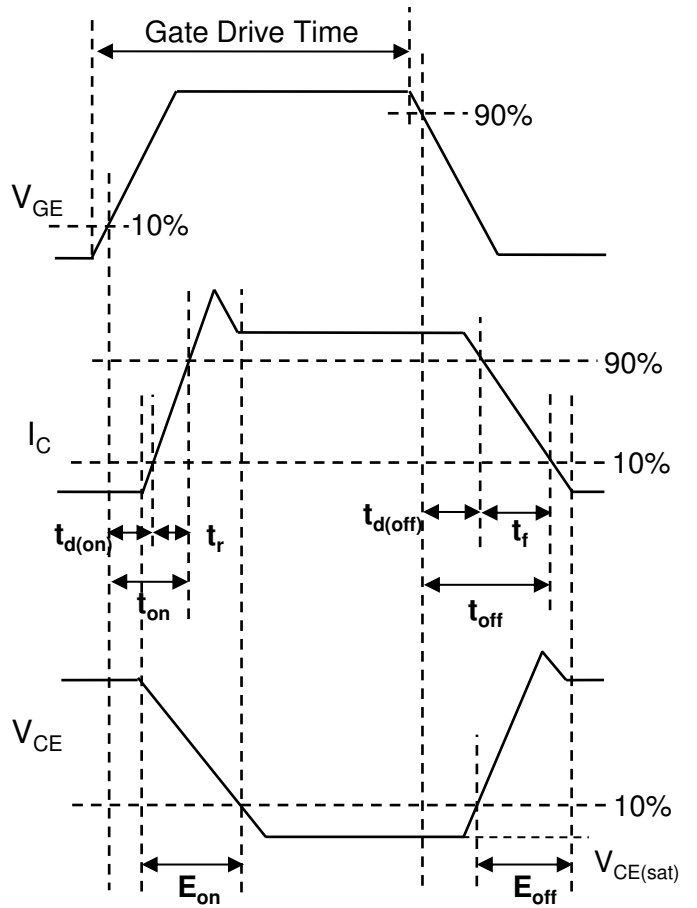 Gate Drive Time
90%
V_GE
10%
90%
I_C
10%
t_d(on)
t_r
t_d(off)
t_f
t_on
t_off
V_CE
10%
V_CE(sat)
E_on
E_off